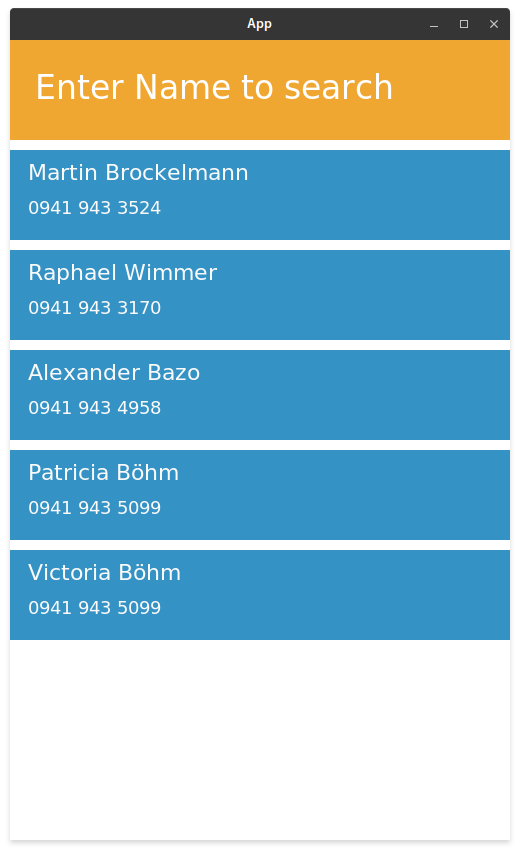 App
Enter Name to search
Martin Brockelmann
0941 943 3524
Raphael Wimmer
0941 943 3170
Alexander Bazo
0941 943 4958
Patricia Böhm
0941 943 5099
Victoria Böhm
0941 943 5099